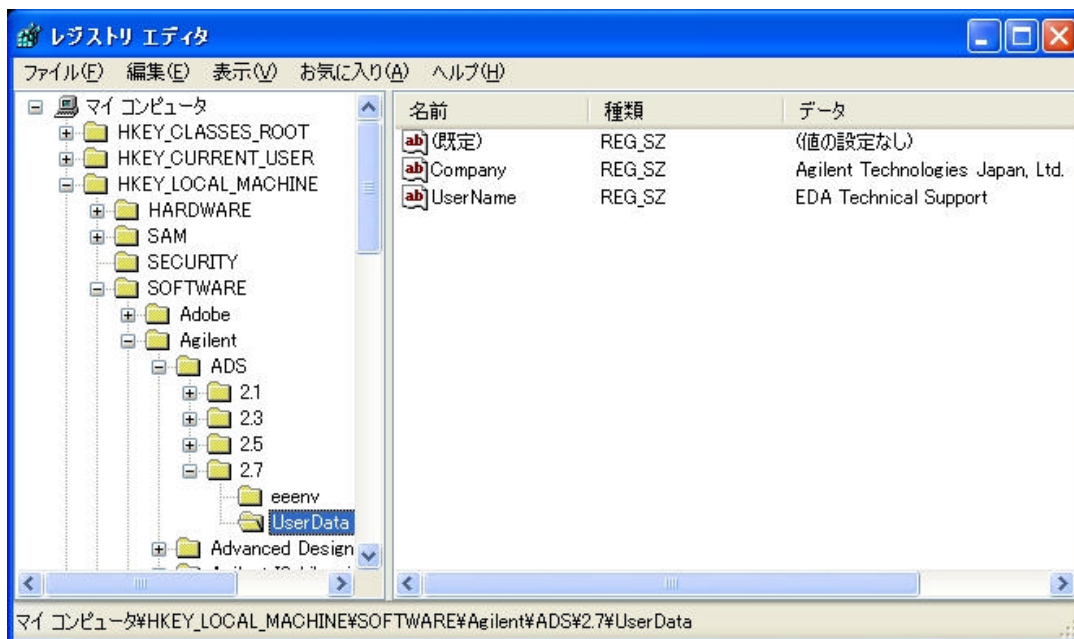 レジストリ エディタ
ファイル(F) 編集(E) 表示(V) お気に入り(A) ヘルプ(H)
マイ コンピュータ
HKEY_CLASSES_ROOT
HKEY_CURRENT_USER
HKEY_LOCAL_MACHINE
HARDWARE
SAM
SECURITY
SOFTWARE
Adobe
Agilent
ADS
2.1
2.3
2.5
2.7
eeenv
UserData
Advanced Design
名前 種類 データ
ab (既定) REG_SZ (値の設定なし)
ab Company REG_SZ Agilent Technologies Japan, Ltd.
ab UserName REG_SZ EDA Technical Support
マイ コンピュータ¥HKEY_LOCAL_MACHINE¥SOFTWARE¥Agilent¥ADS¥2.7¥UserData